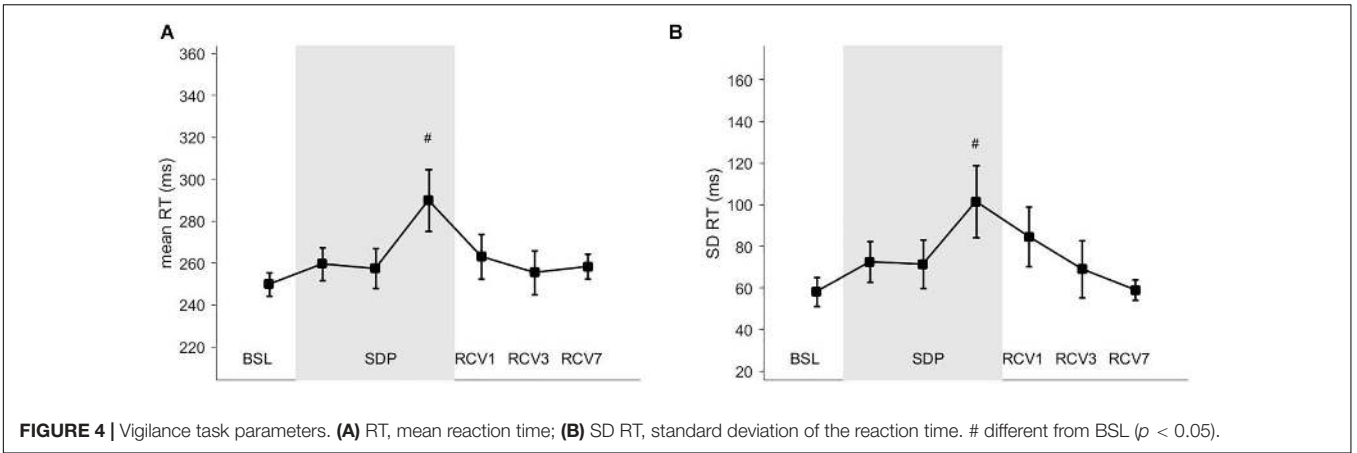 A
360
340
320
300
280
260
240
220
mean RT (ms)
#
BSL SDP RCV1 RCV3 RCV7
B
160
140
120
100
80
60
40
20
SD RT (ms)
#
BSL SDP RCV1 RCV3 RCV7
FIGURE 4 | Vigilance task parameters. (A) RT, mean reaction time; (B) SD RT, standard deviation of the reaction time. # different from BSL (p < 0.05).